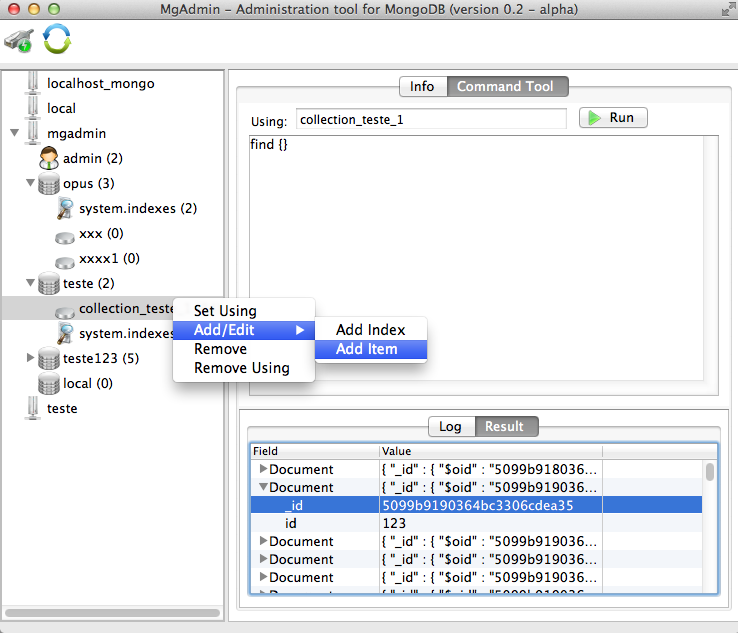 MgAdmin - Administration tool for MongoDB (version 0.2 - alpha)
localhost_mongo
local
mgadmin
admin (2)
opus (3)
system.indexes (2)
xxx (0)
xxxx1 (0)
teste (2)
collection_teste
system.indexes
teste123 (5)
local (0)
teste
Set Using
Add/Edit
Remove
Remove Using
Add Index
Add Item
Info Command Tool
Using: collection_teste_1 Run
find {}
Log Result
Field Value
Document { "_id" : { "$oid" : "5099b918036...
Document { "_id" : { "$oid" : "5099b919036...
_id 5099b9190364bc3306cdea35
id 123
Document { "_id" : { "$oid" : "5099b919036...
Document { "_id" : { "$oid" : "5099b919036...
Document { "_id" : { "$oid" : "5099b919036...